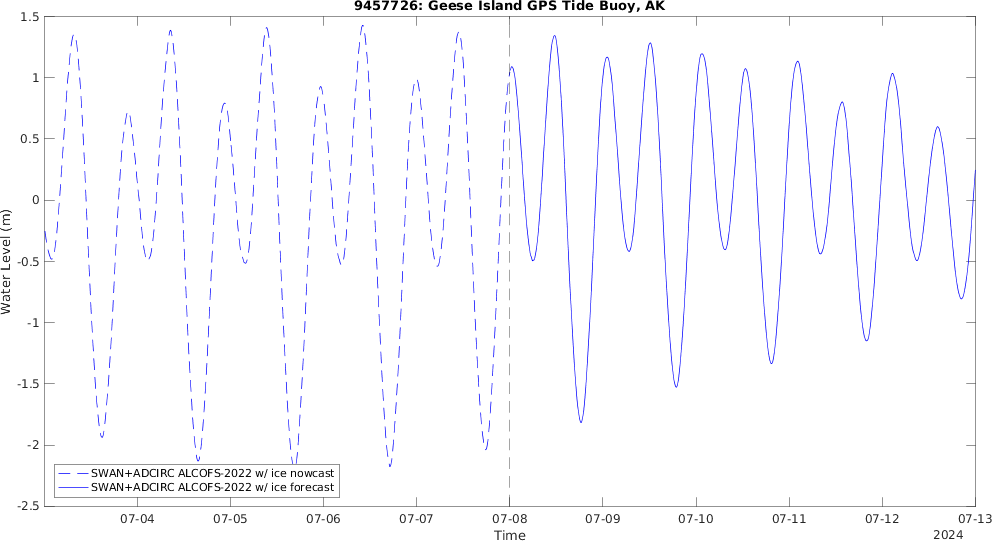 9457726: Geese Island GPS Tide Buoy, AK
1.5
1
0.5
0
-0.5
-1
-1.5
-2
-2.5
Water Level (m)
SWAN+ADCIRC ALCOFS-2022 w/ ice nowcast
SWAN+ADCIRC ALCOFS-2022 w/ ice forecast
07-04 07-05 07-06 07-07 07-08 07-09 07-10 07-11 07-12 07-13
Time
2024